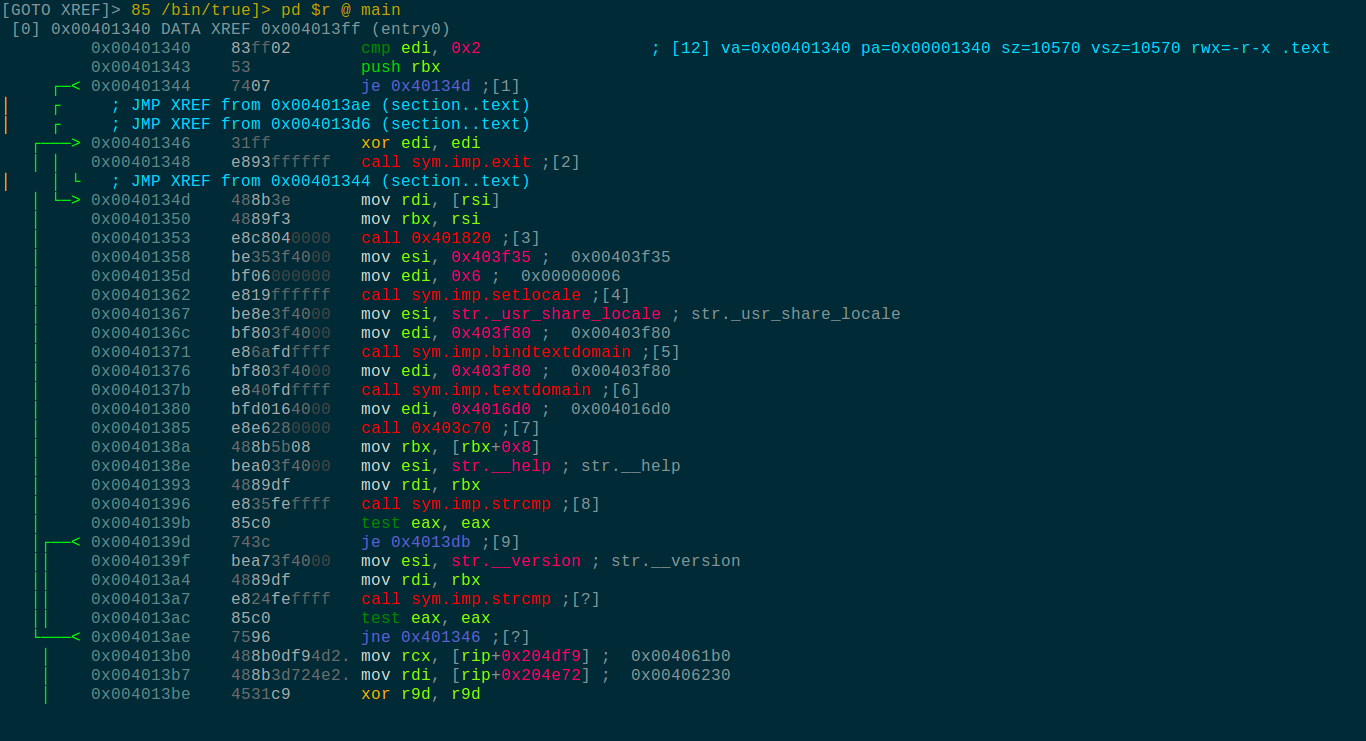 [GOTO XREF]> 85 /bin/true]> pd $r @ main
[0] 0x00401340 DATA XREF 0x004013ff (entry0)
0x00401340 83ff02 cmp edi, 0x2 ; [12] va=0x00401340 pa=0x00001340 sz=10570 vsz=10570 rwx=-r-x .text
0x00401343 53 push rbx
0x00401344 7407 je 0x40134d ;[1]
; JMP XREF from 0x004013ae (section..text)
; JMP XREF from 0x004013d6 (section..text)
0x00401346 31ff xor edi, edi
0x00401348 e893ffffff call sym.imp.exit ;[2]
; JMP XREF from 0x00401344 (section..text)
0x0040134d 488b3e mov rdi, [rsi]
0x00401350 4889f3 mov rbx, rsi
0x00401353 e8c8040000 call 0x401820 ;[3]
0x00401358 be353f4000 mov esi, 0x403f35 ; 0x00403f35
0x0040135d bf06000000 mov edi, 0x6 ; 0x00000006
0x00401362 e819ffffff call sym.imp.setlocale ;[4]
0x00401367 be8e3f4000 mov esi, str._usr_share_locale ; str._usr_share_locale
0x0040136c bf803f4000 mov edi, 0x403f80 ; 0x00403f80
0x00401371 e86afdffff call sym.imp.bindtextdomain ;[5]
0x00401376 bf803f4000 mov edi, 0x403f80 ; 0x00403f80
0x0040137b e840fdffff call sym.imp.textdomain ;[6]
0x00401380 bfd0164000 mov edi, 0x4016d0 ; 0x004016d0
0x00401385 e8e6280000 call 0x403c70 ;[7]
0x0040138a 488b5b08 mov rbx, [rbx+0x8]
0x0040138e bea03f4000 mov esi, str.__help ; str.__help
0x00401393 4889df mov rdi, rbx
0x00401396 e835feffff call sym.imp.strcmp ;[8]
0x0040139b 85c0 test eax, eax
0x0040139d 743c je 0x4013db ;[9]
0x0040139f bea73f4000 mov esi, str.__version ; str.__version
0x004013a4 4889df mov rdi, rbx
0x004013a7 e824feffff call sym.imp.strcmp ;[?]
0x004013ac 85c0 test eax, eax
0x004013ae 7596 jne 0x401346 ;[?]
0x004013b0 488b0df94d2. mov rcx, [rip+0x204df9] ; 0x004061b0
0x004013b7 488b3d724e2. mov rdi, [rip+0x204e72] ; 0x00406230
0x004013be 4531c9 xor r9d, r9d